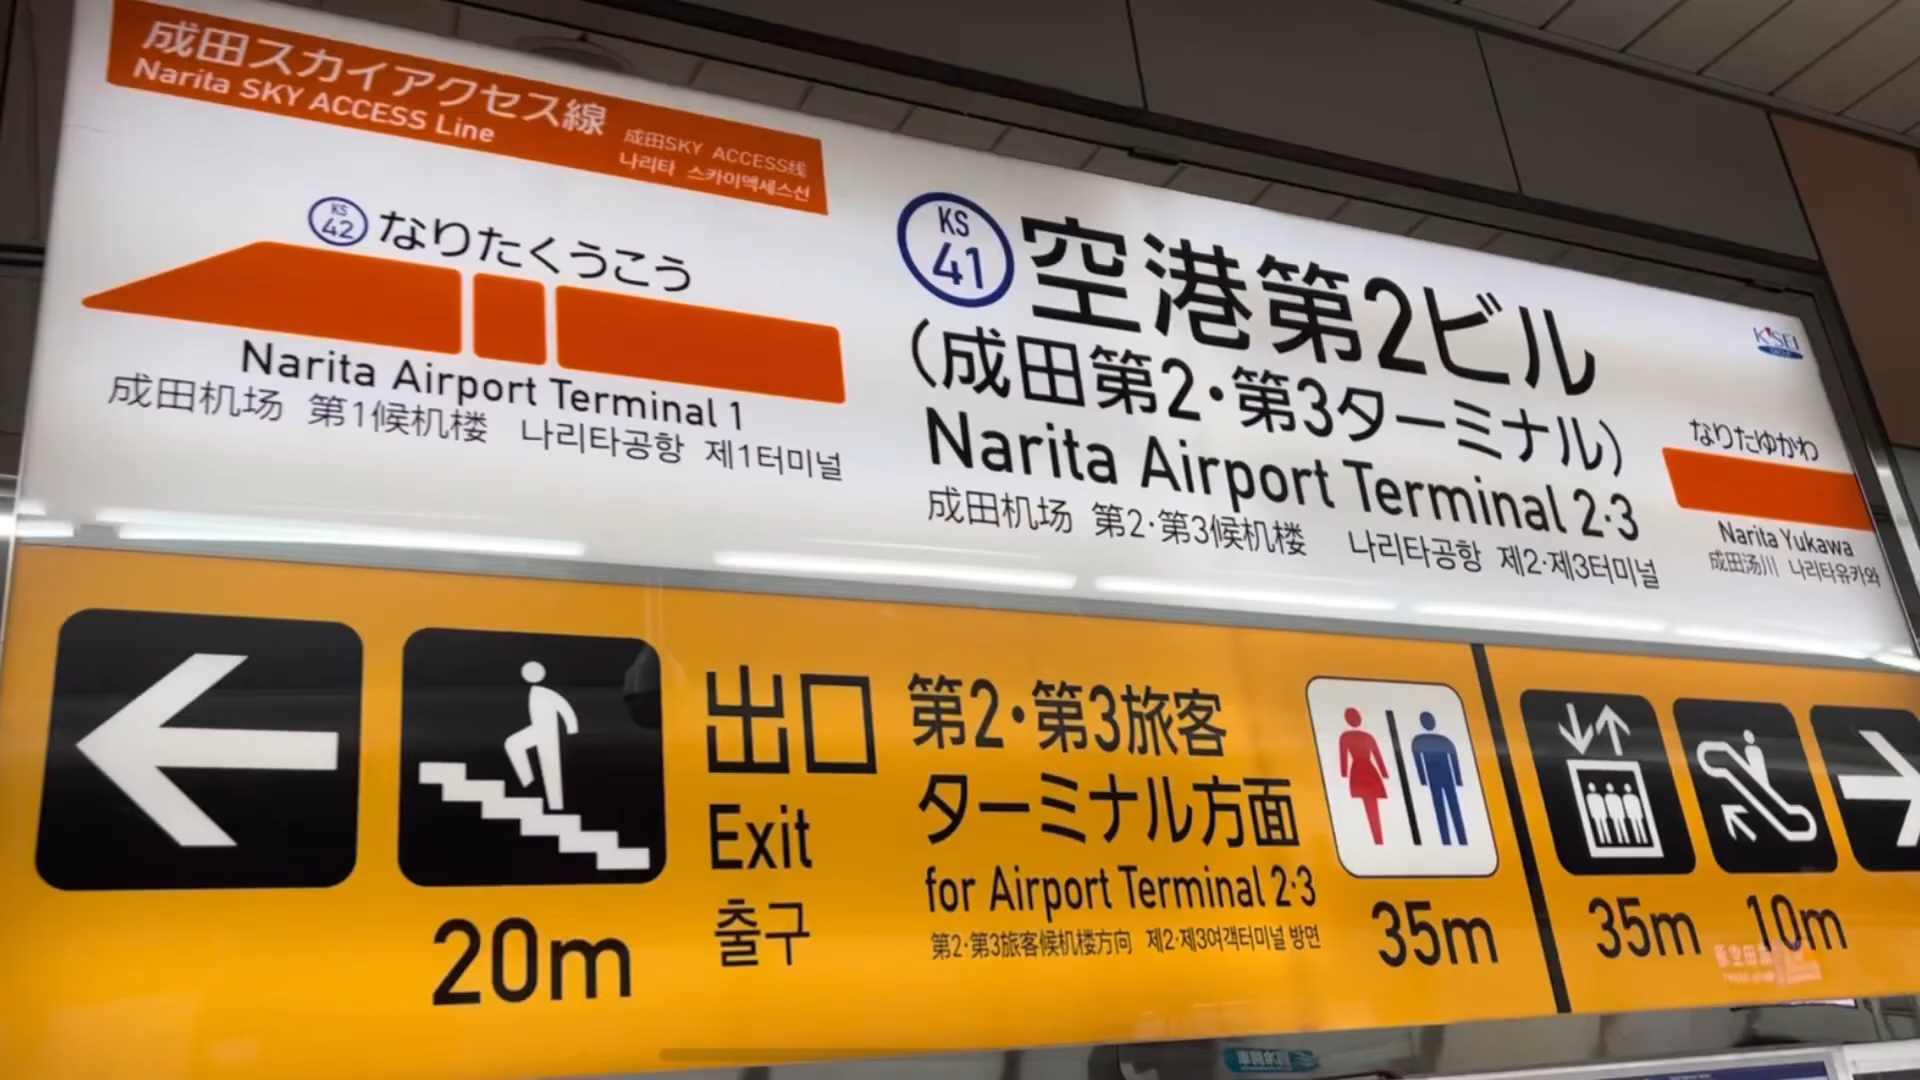 成田スカイアクセス線
Narita SKY ACCESS Line
成田SKY ACCESS线
나리타 스카이액세스선
KS
42
なりたくうこう
Narita Airport Terminal 1
成田机场 第1候机楼 나리타공항 제1터미널
KS
41
空港第2ビル
(成田第2・第3ターミナル)
Narita Airport Terminal 2·3
成田机场 第2·第3候机楼 나리타공항 제2·제3터미널
KEISEI
GROUP
なりたゆかわ
Narita Yukawa
成田汤川 나리타유카와
20m
出口
Exit
출구
第2・第3旅客
ターミナル方面
for Airport Terminal 2·3
第2·第3旅客候机楼方向 제2·제3여객터미널 방면
35m
35m
10m